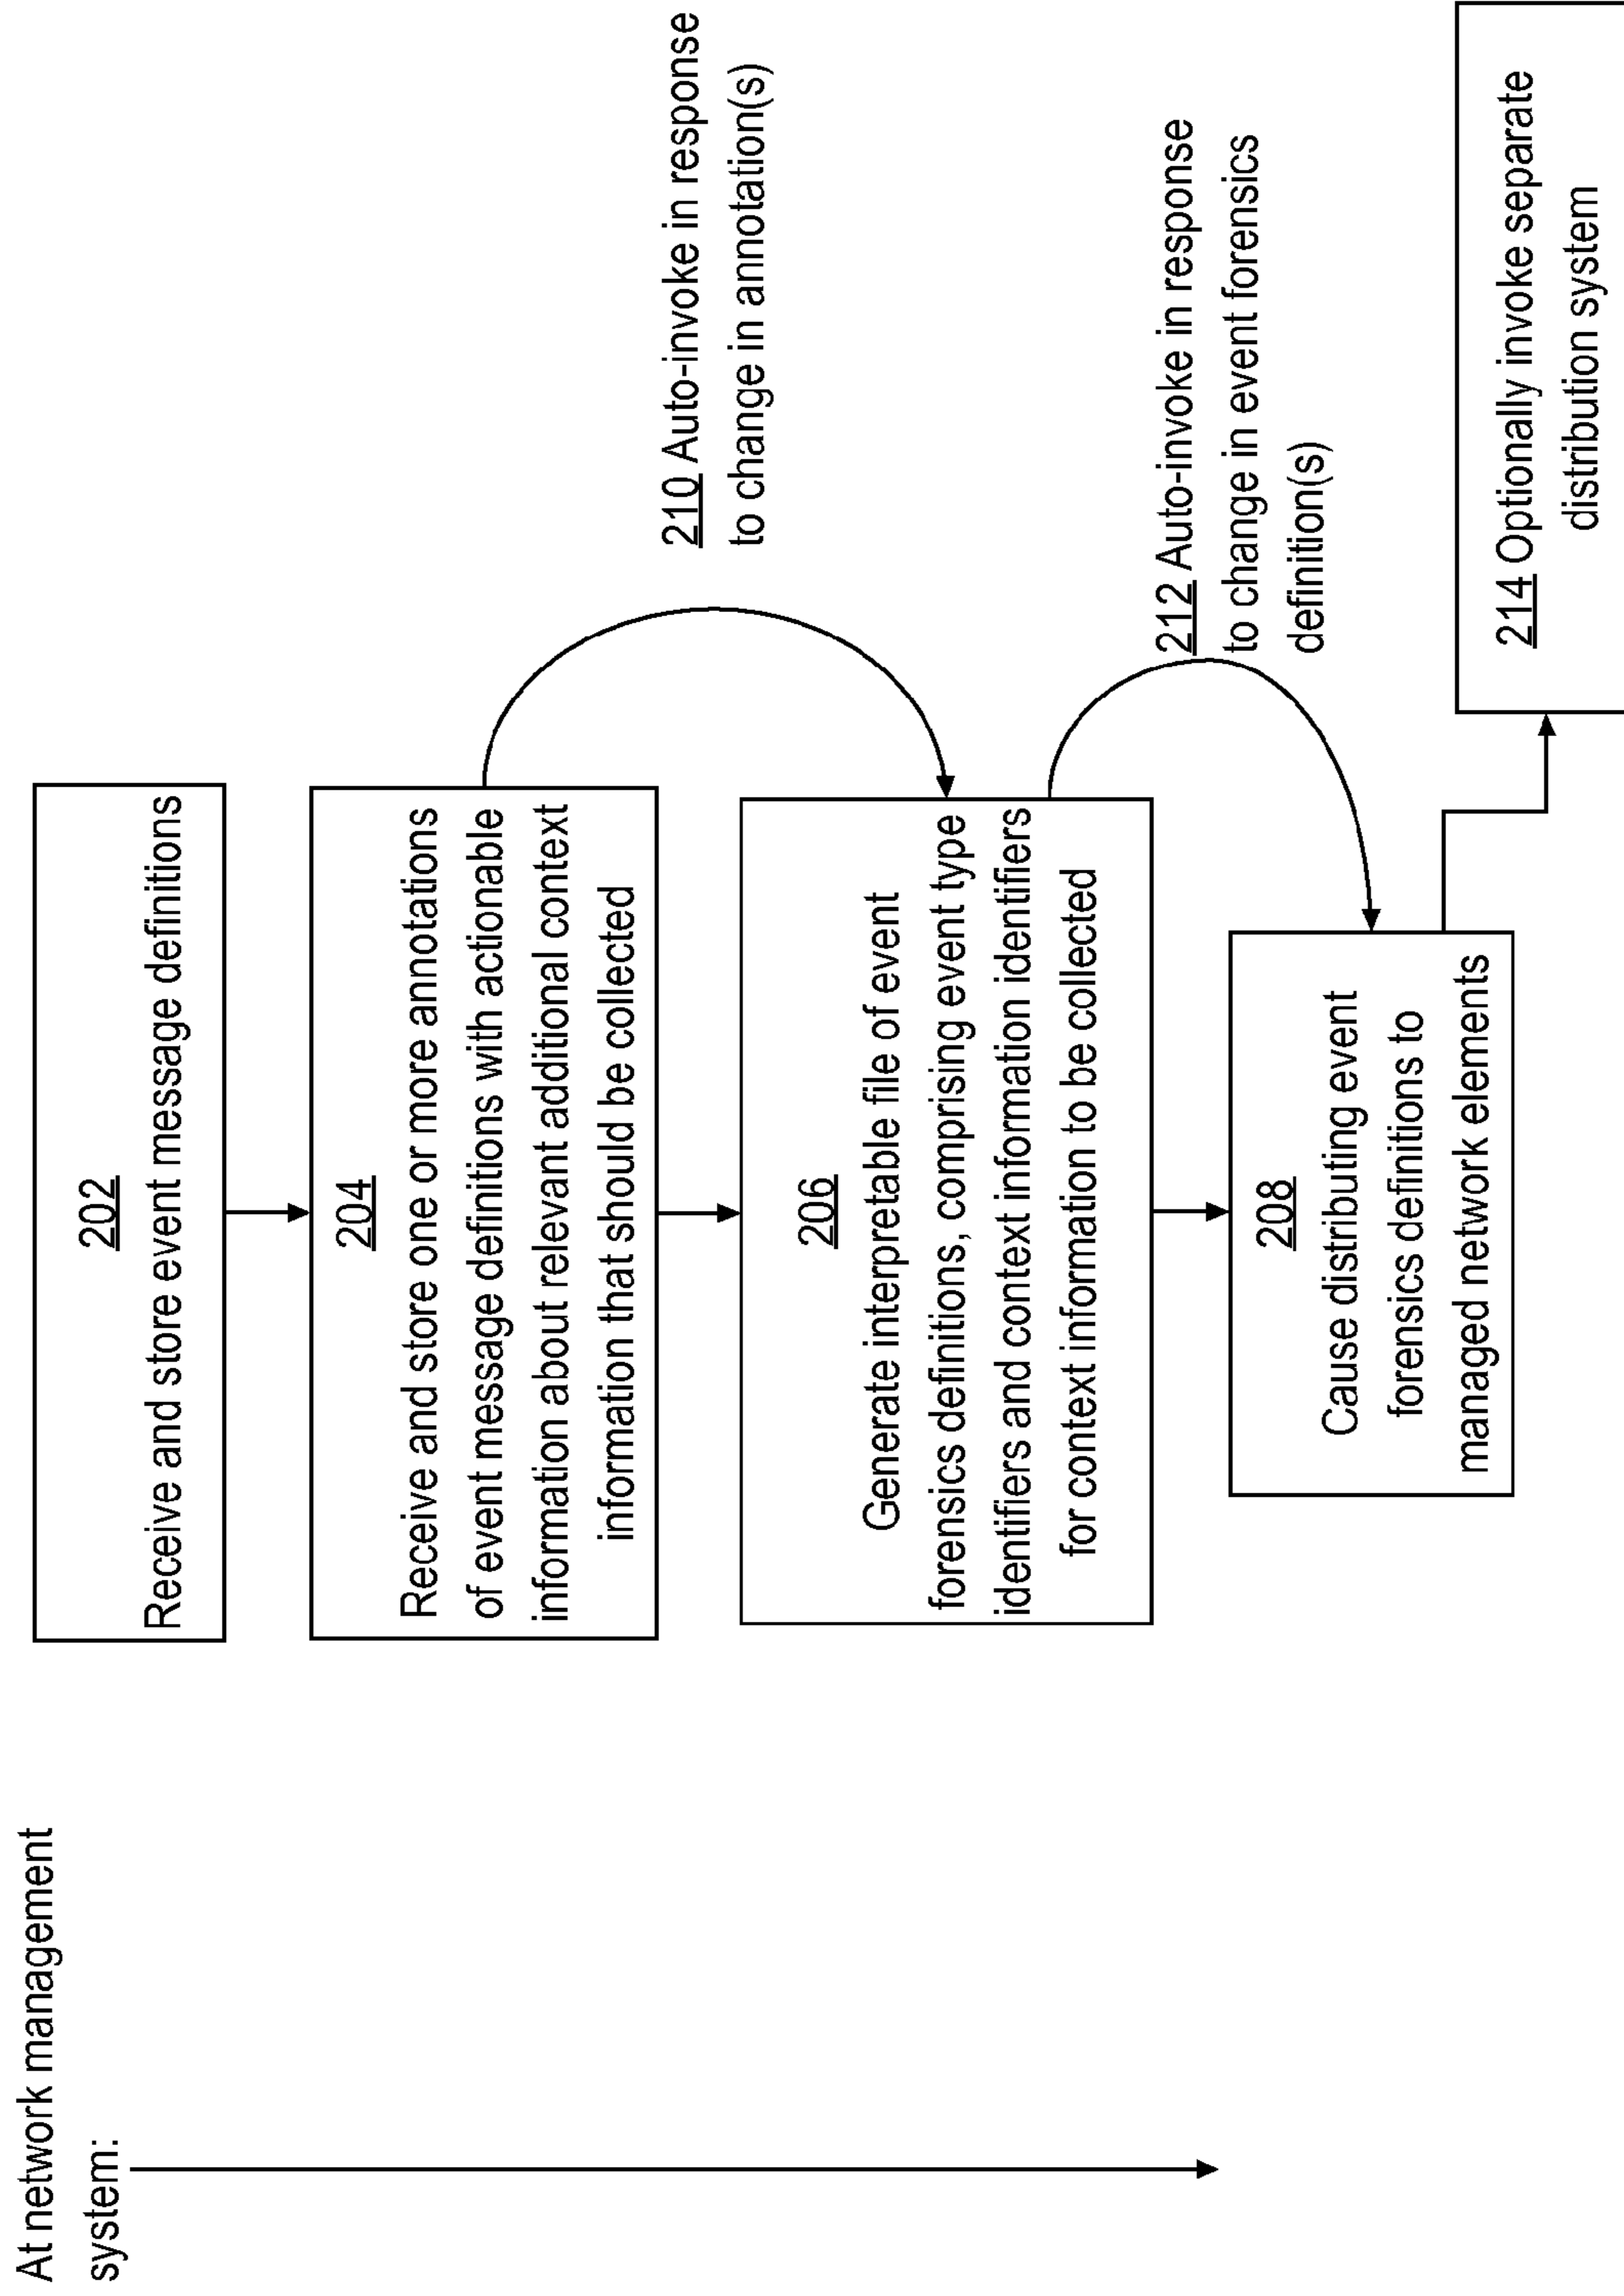 At network management
system:
202
Receive and store event message definitions
204
Receive and store one or more annotations
of event message definitions with actionable
information about relevant additional context
information that should be collected
210 Auto-invoke in response
to change in annotation(s)
206
Generate interpretable file of event
forensics definitions, comprising event type
identifiers and context information identifiers
for context information to be collected
212 Auto-invoke in response
to change in event forensics
definition(s)
208
Cause distributing event
forensics definitions to
managed network elements
214 Optionally invoke separate
distribution system